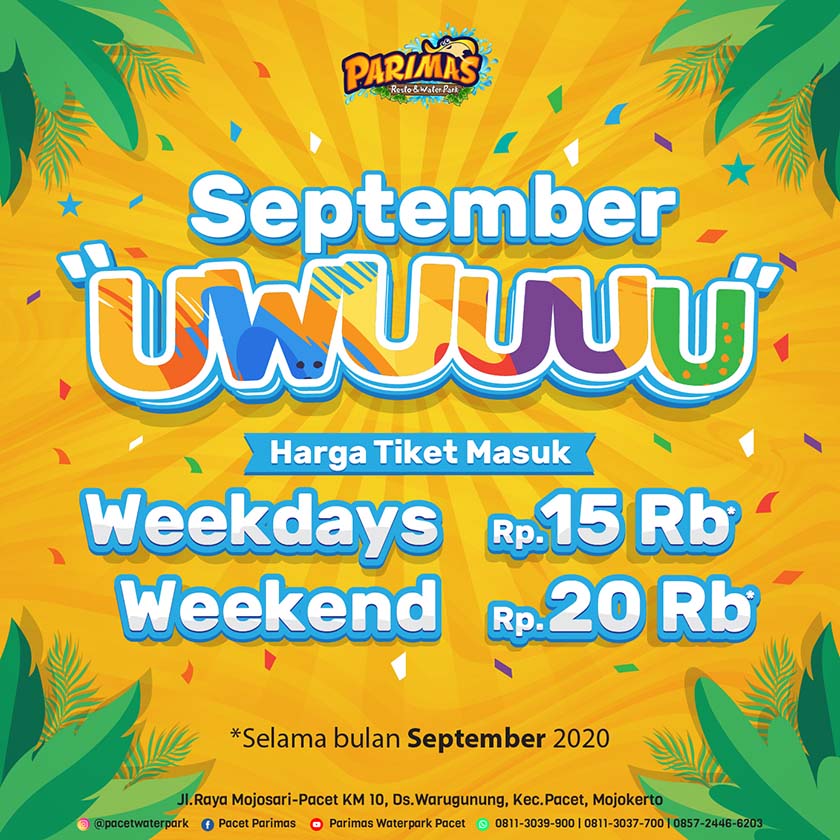 PARIMAS
Resto & Water Park
September
"UWUUUU"
Harga Tiket Masuk
Weekdays Rp.15 Rb*
Weekend Rp.20 Rb*
*Selama bulan September 2020
Jl.Raya Mojosari-Pacet KM 10, Ds.Warugunung, Kec.Pacet, Mojokerto
@pacetwaterpark Pacet Parimas Parimas Waterpark Pacet 0811-3039-900 | 0811-3037-700 | 0857-2446-6203